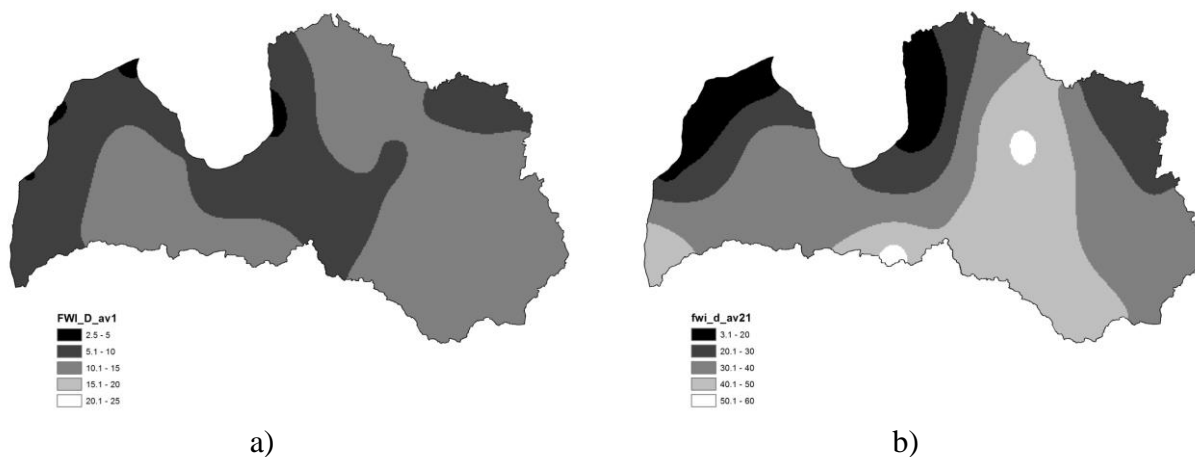 FWI_D_av1
2.5 - 5
5.1 - 10
10.1 - 15
15.1 - 20
20.1 - 25
a)
fwi_d_av21
3.1 - 20
20.1 - 30
30.1 - 40
40.1 - 50
50.1 - 60
b)